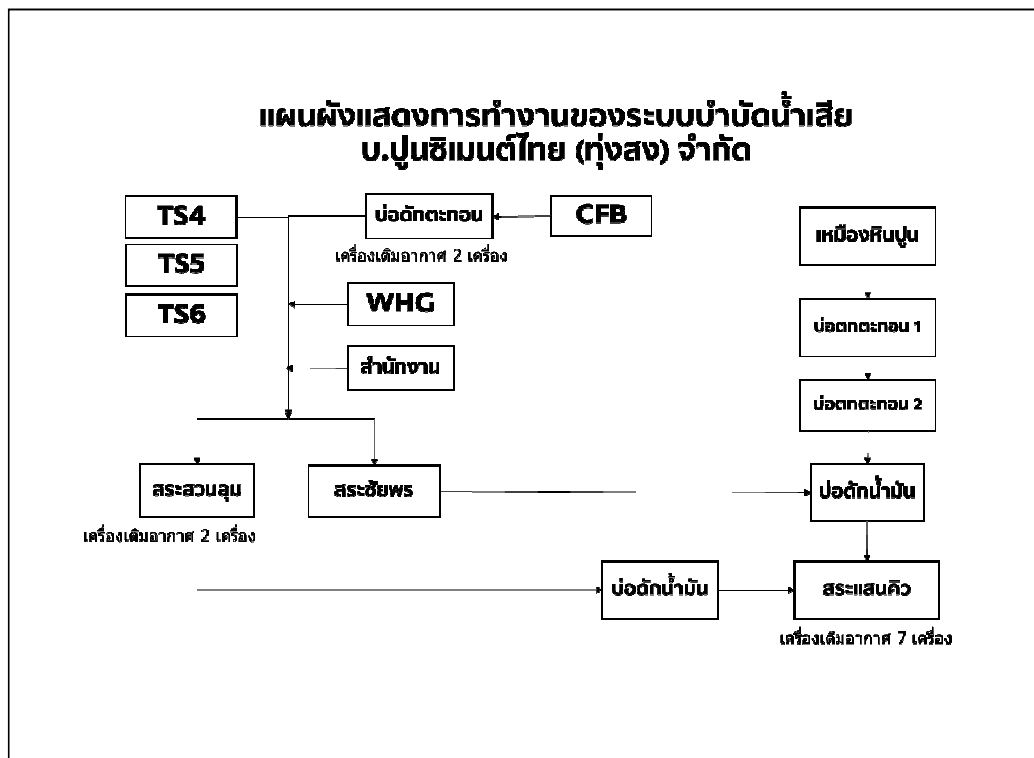 แผนผังแสดงการทำงานของระบบบำบัดน้ำเสีย
บ.ปูนซิเมนต์ไทย (ทุ่งสง) จำกัด
TS4
บ่อดักตะกอน
CFB
เหมืองหินปูน
เครื่องเติมอากาศ 2 เครื่อง
TS5
TS6
WHG
บ่อตกตะกอน 1
สำนักงาน
บ่อตกตะกอน 2
สระสวนลุม
สระชัยพร
บ่อดักน้ำมัน
เครื่องเติมอากาศ 2 เครื่อง
บ่อดักน้ำมัน
สระแสนคิว
เครื่องเติมอากาศ 7 เครื่อง